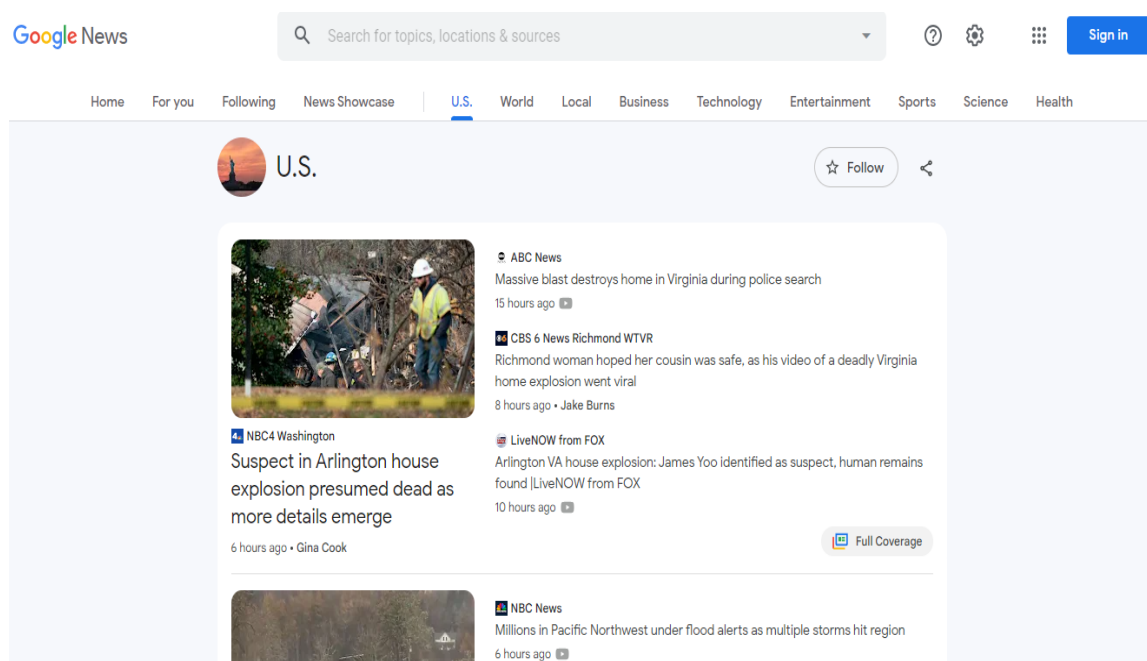 Google News
Search for topics, locations & sources
Sign in
Home
For you
Following
News Showcase
U.S.
World
Local
Business
Technology
Entertainment
Sports
Science
Health
U.S.
Follow
NBC4 Washington
Suspect in Arlington house
explosion presumed dead as
more details emerge
6 hours ago • Gina Cook
ABC News
Massive blast destroys home in Virginia during police search
15 hours ago
CBS 6 News Richmond WTVR
Richmond woman hoped her cousin was safe, as his video of a deadly Virginia
home explosion went viral
8 hours ago • Jake Burns
LiveNOW from FOX
Arlington VA house explosion: James Yoo identified as suspect, human remains
found |LiveNOW from FOX
10 hours ago
Full Coverage
NBC News
Millions in Pacific Northwest under flood alerts as multiple storms hit region
6 hours ago